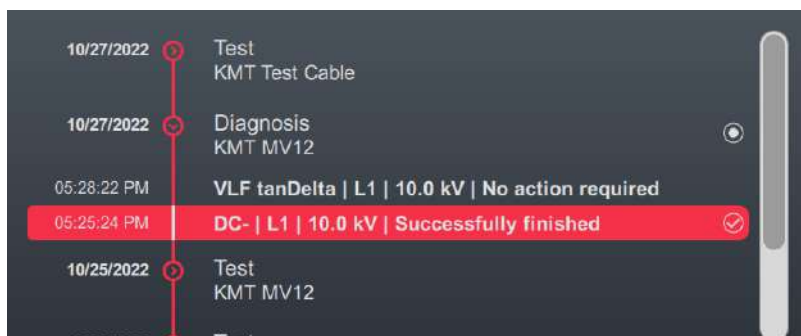 10/27/2022 Test
KMT Test Cable
10/27/2022 Diagnosis
KMT MV12
05:28:22 PM VLF tanDelta | L1 | 10.0 kV | No action required
05:25:24 PM DC- | L1 | 10.0 kV | Successfully finished
10/25/2022 Test
KMT MV12